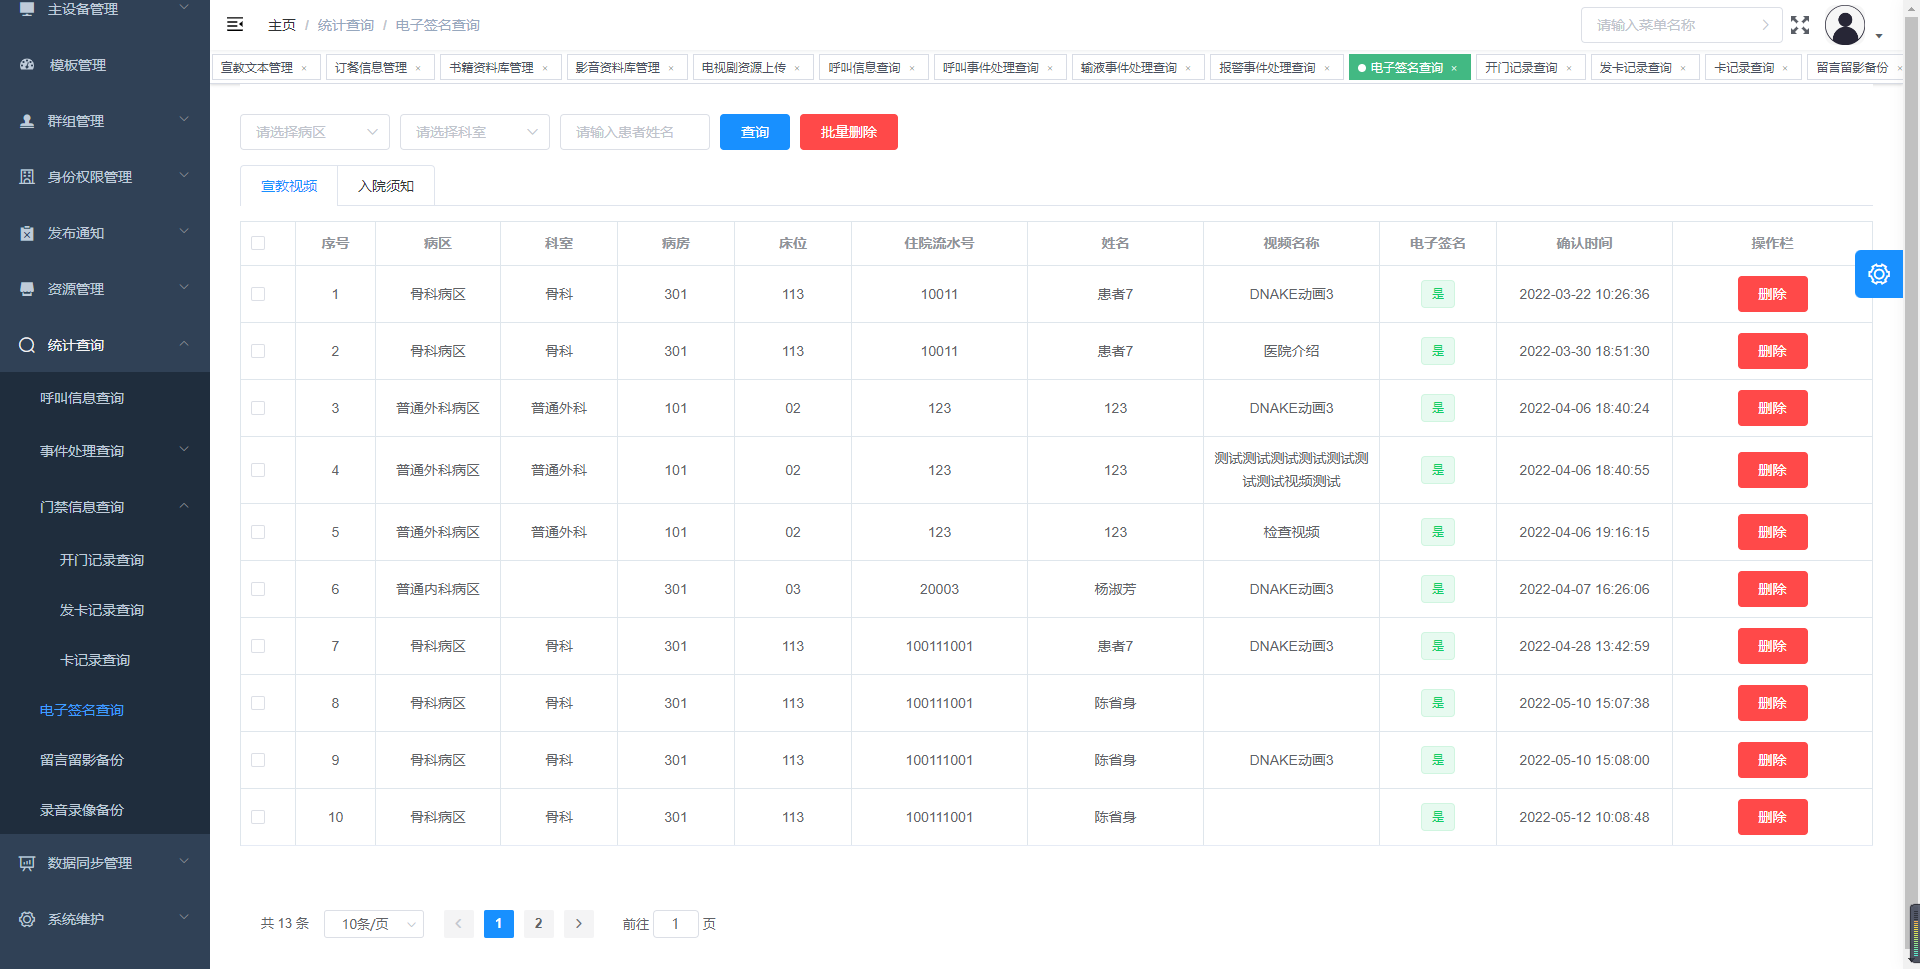 主设备管理
模板管理
群组管理
身份权限管理
发布通知
资源管理
统计查询
呼叫信息查询
事件处理查询
门禁信息查询
开门记录查询
发卡记录查询
卡记录查询
电子签名查询
留言留影备份
录音录像备份
数据同步管理
系统维护
主页 / 统计查询 / 电子签名查询
请输入菜单名称
宣教文本管理 × 订餐信息管理 × 书籍资料库管理 × 影音资料库管理 × 电视剧资源上传 × 呼叫信息查询 × 呼叫事件处理查询 × 输液事件处理查询 × 报警事件处理查询 × 电子签名查询 × 开门记录查询 × 发卡记录查询 × 卡记录查询 × 留言留影备份 ×
请选择病区 请选择科室 请输入患者姓名 查询 批量删除
宣教视频 入院须知
序号 病区 科室 病房 床位 住院流水号 姓名 视频名称 电子签名 确认时间 操作栏
1 骨科病区 骨科 301 113 10011 患者7 DNAKE动画3 是 2022-03-22 10:26:36 删除
2 骨科病区 骨科 301 113 10011 患者7 医院介绍 是 2022-03-30 18:51:30 删除
3 普通外科病区 普通外科 101 02 123 123 DNAKE动画3 是 2022-04-06 18:40:24 删除
4 普通外科病区 普通外科 101 02 123 123 测试测试测试测试测试测
试测试视频测试 是 2022-04-06 18:40:55 删除
5 普通外科病区 普通外科 101 02 123 123 检查视频 是 2022-04-06 19:16:15 删除
6 普通内科病区 301 03 20003 杨淑芳 DNAKE动画3 是 2022-04-07 16:26:06 删除
7 骨科病区 骨科 301 113 100111001 患者7 DNAKE动画3 是 2022-04-28 13:42:59 删除
8 骨科病区 骨科 301 113 100111001 陈省身 是 2022-05-10 15:07:38 删除
9 骨科病区 骨科 301 113 100111001 陈省身 DNAKE动画3 是 2022-05-10 15:08:00 删除
10 骨科病区 骨科 301 113 100111001 陈省身 是 2022-05-12 10:08:48 删除
共 13 条 10条/页 1 2 前往 1 页